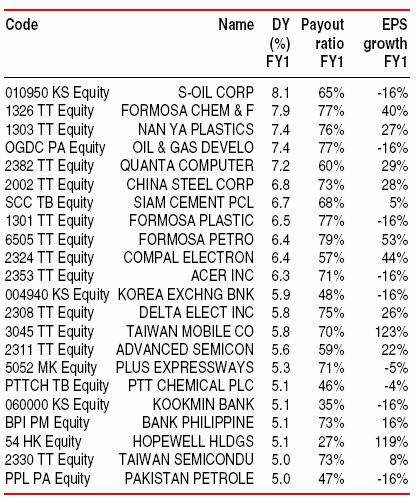 Code Name DY Payout EPS
(%) ratio growth
FY1 FY1 FY1
010950 KS Equity S-OIL CORP 8.1 65% -16%
1326 TT Equity FORMOSA CHEM & F 7.9 77% 40%
1303 TT Equity NAN YA PLASTICS 7.4 76% 27%
OGDC PA Equity OIL & GAS DEVELO 7.4 77% -16%
2382 TT Equity QUANTA COMPUTER 7.2 60% 29%
2002 TT Equity CHINA STEEL CORP 6.8 73% 28%
SCC TB Equity SIAM CEMENT PCL 6.7 68% 5%
1301 TT Equity FORMOSA PLASTIC 6.5 77% -16%
6505 TT Equity FORMOSA PETRO 6.4 79% 53%
2324 TT Equity COMPAL ELECTRON 6.4 57% 44%
2353 TT Equity ACER INC 6.3 71% -16%
004940 KS Equity KOREA EXCHNG BNK 5.9 48% -16%
2308 TT Equity DELTA ELECT INC 5.8 75% 26%
3045 TT Equity TAIWAN MOBILE CO 5.8 70% 123%
2311 TT Equity ADVANCED SEMICON 5.6 59% 22%
5052 MK Equity PLUS EXPRESSWAYS 5.3 71% -5%
PTTCH TB Equity PTT CHEMICAL PLC 5.1 46% -4%
060000 KS Equity KOOKMIN BANK 5.1 35% -16%
BPI PM Equity BANK PHILIPPINE 5.1 73% 16%
54 HK Equity HOPEWELL HLDGS 5.1 27% 119%
2330 TT Equity TAIWAN SEMICONDU 5.0 73% 8%
PPL PA Equity PAKISTAN PETROLE 5.0 47% -16%